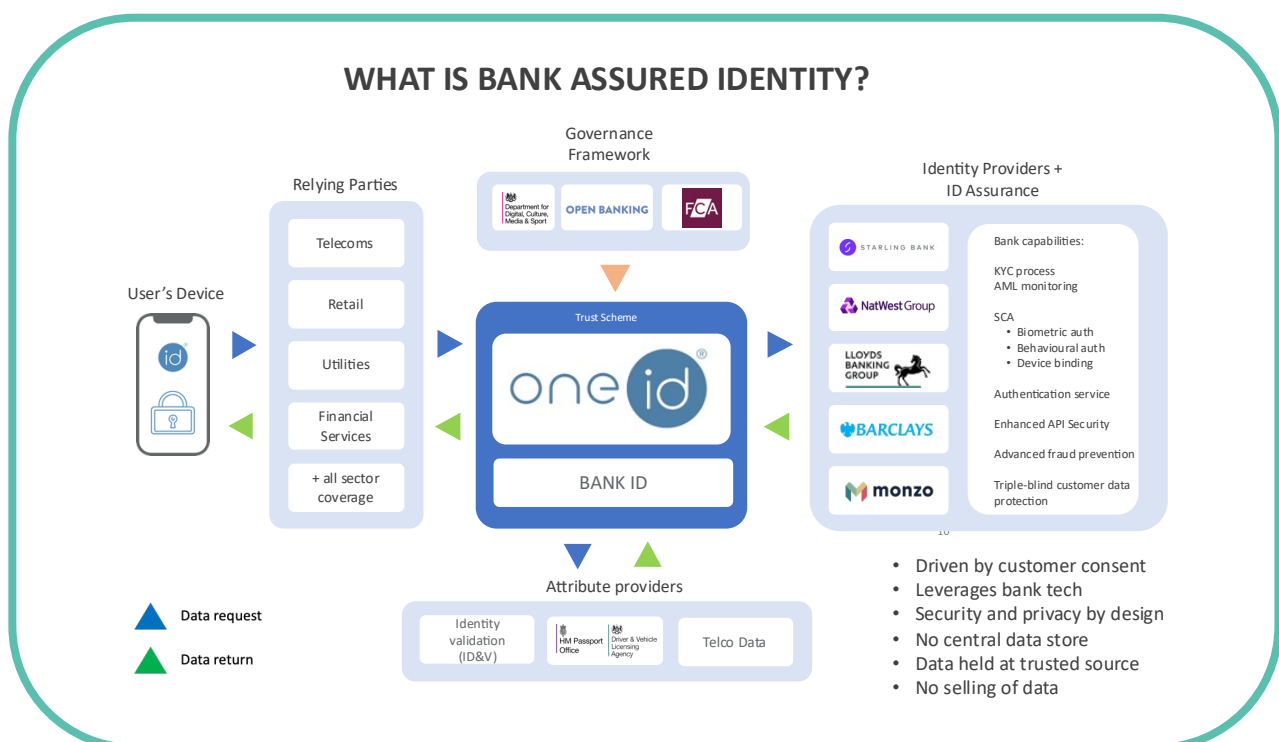 WHAT IS BANK ASSURED IDENTITY?
Governance
Framework
Department for
Digital, Culture,
Media & Sport
OPEN BANKING
FCA
Relying Parties
Telecoms
Retail
Utilities
Financial
Services
+ all sector
coverage
User's Device
id
Trust Scheme
oneid®
BANK ID
Identity Providers +
ID Assurance
STARLING BANK
NatWest Group
LLOYDS
BANKING
GROUP
BARCLAYS
monzo
Bank capabilities:
KYC process
AML monitoring
SCA
• Biometric auth
• Behavioural auth
• Device binding
Authentication service
Enhanced API Security
Advanced fraud prevention
Triple-blind customer data
protection
Attribute providers
Identity
validation
(ID&V)
HM Passport
Office
Driver & Vehicle
Licensing
Agency
Telco Data
Data request
Data return
• Driven by customer consent
• Leverages bank tech
• Security and privacy by design
• No central data store
• Data held at trusted source
• No selling of data